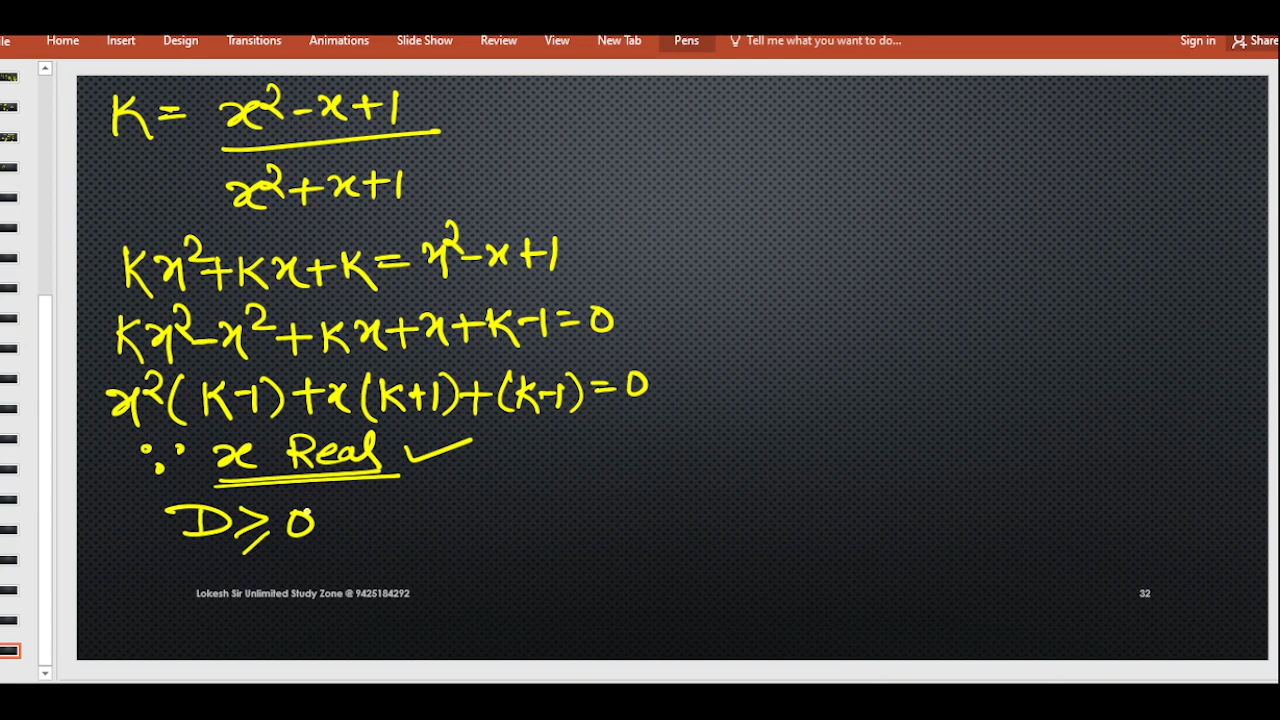 le Home Insert Design Transitions Animations Slide Show Review View New Tab Pens Tell me what you want to do... Sign in Share
K = x²-x+1
x²+x+1
Kx²+Kx+K = x²-x+1
Kx²-x²+Kx+x+K-1=0
x²(K-1)+x(K+1)+(K-1)=0
∵ x Real ✓
D ≥ 0
Lokesh Sir Unlimited Study Zone @ 9425184292 32